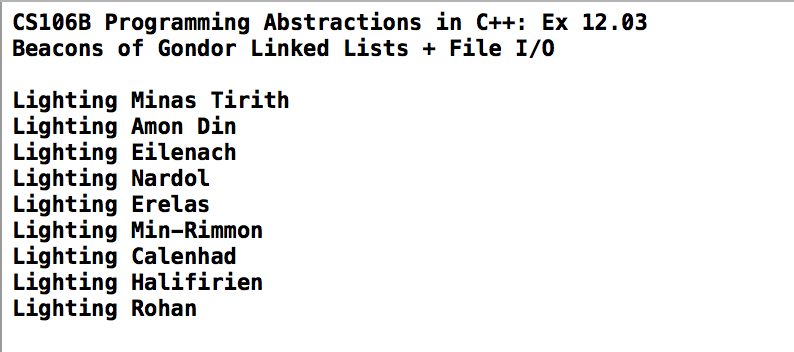 CS106B Programming Abstractions in C++: Ex 12.03
Beacons of Gondor Linked Lists + File I/O
Lighting Minas Tirith
Lighting Amon Din
Lighting Eilenach
Lighting Nardol
Lighting Erelas
Lighting Min-Rimmon
Lighting Calenhad
Lighting Halifirien
Lighting Rohan